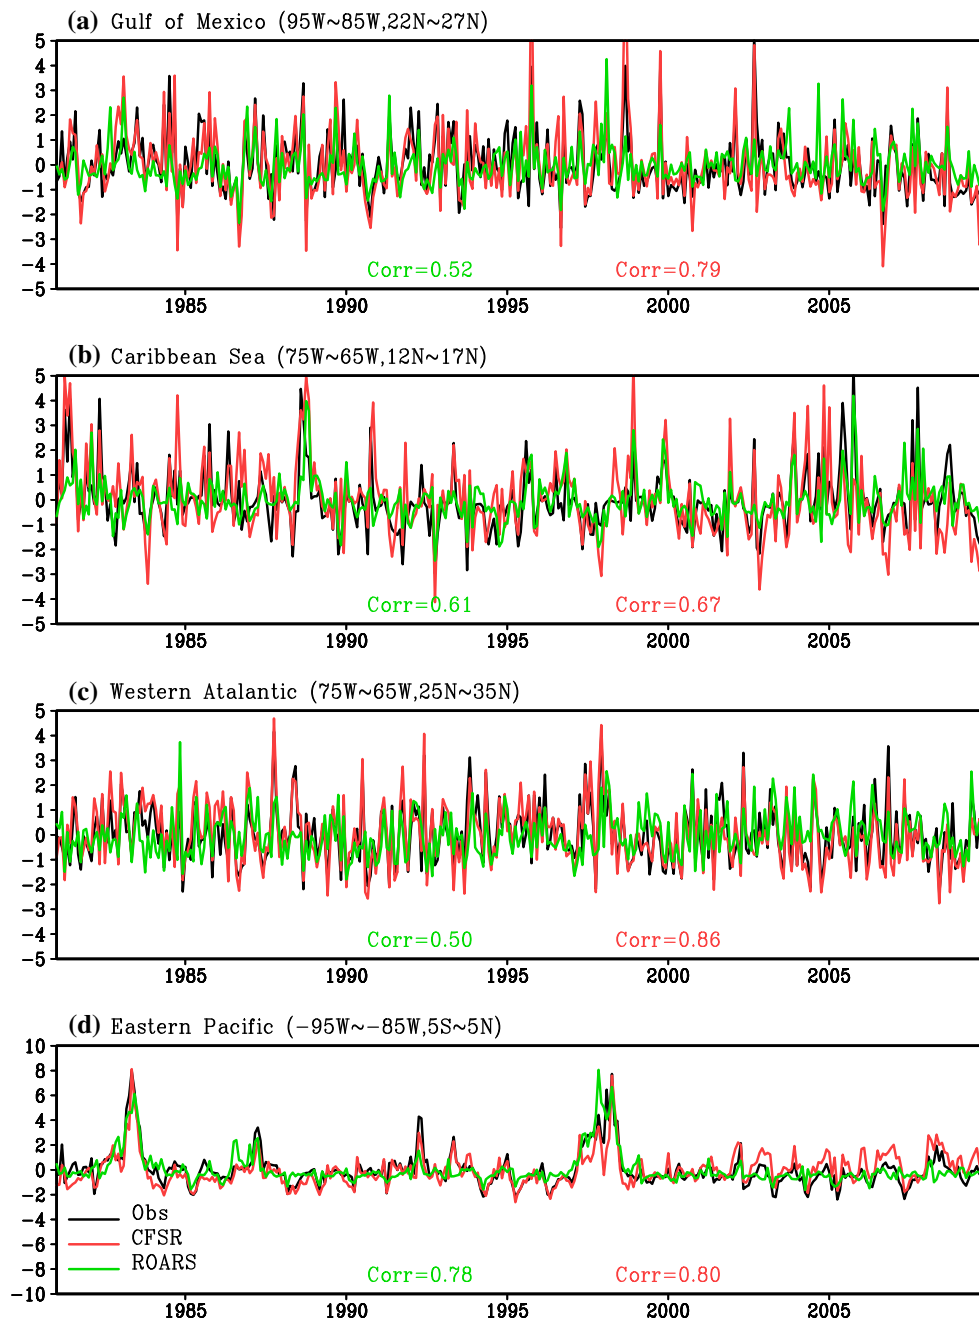 (a) Gulf of Mexico (95W~85W,22N~27N)
5
4
3
2
1
0
-1
-2
-3
-4
-5
Corr=0.52 Corr=0.79
1985 1990 1995 2000 2005
(b) Caribbean Sea (75W~65W,12N~17N)
5
4
3
2
1
0
-1
-2
-3
-4
-5
Corr=0.61 Corr=0.67
1985 1990 1995 2000 2005
(c) Western Atalantic (75W~65W,25N~35N)
5
4
3
2
1
0
-1
-2
-3
-4
-5
Corr=0.50 Corr=0.86
1985 1990 1995 2000 2005
(d) Eastern Pacific (-95W~-85W,5S~5N)
10
8
6
4
2
0
-2
-4
-6
-8
-10
Obs
CFSR
ROARS
Corr=0.78 Corr=0.80
1985 1990 1995 2000 2005